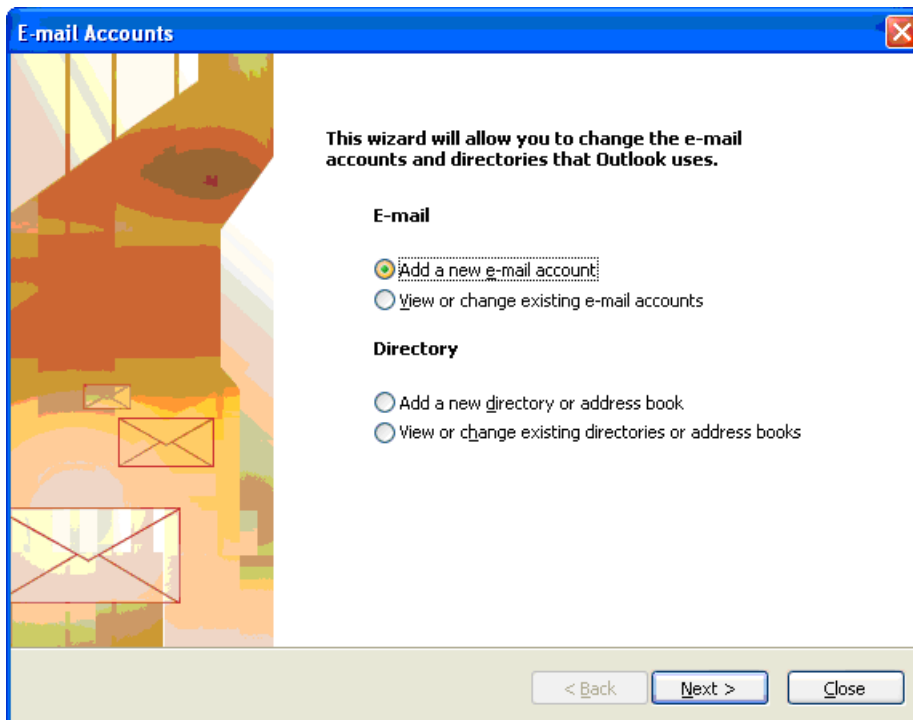 E-mail Accounts
This wizard will allow you to change the e-mail
accounts and directories that Outlook uses.
E-mail
Add a new e-mail account
View or change existing e-mail accounts
Directory
Add a new directory or address book
View or change existing directories or address books
< Back
Next >
Close